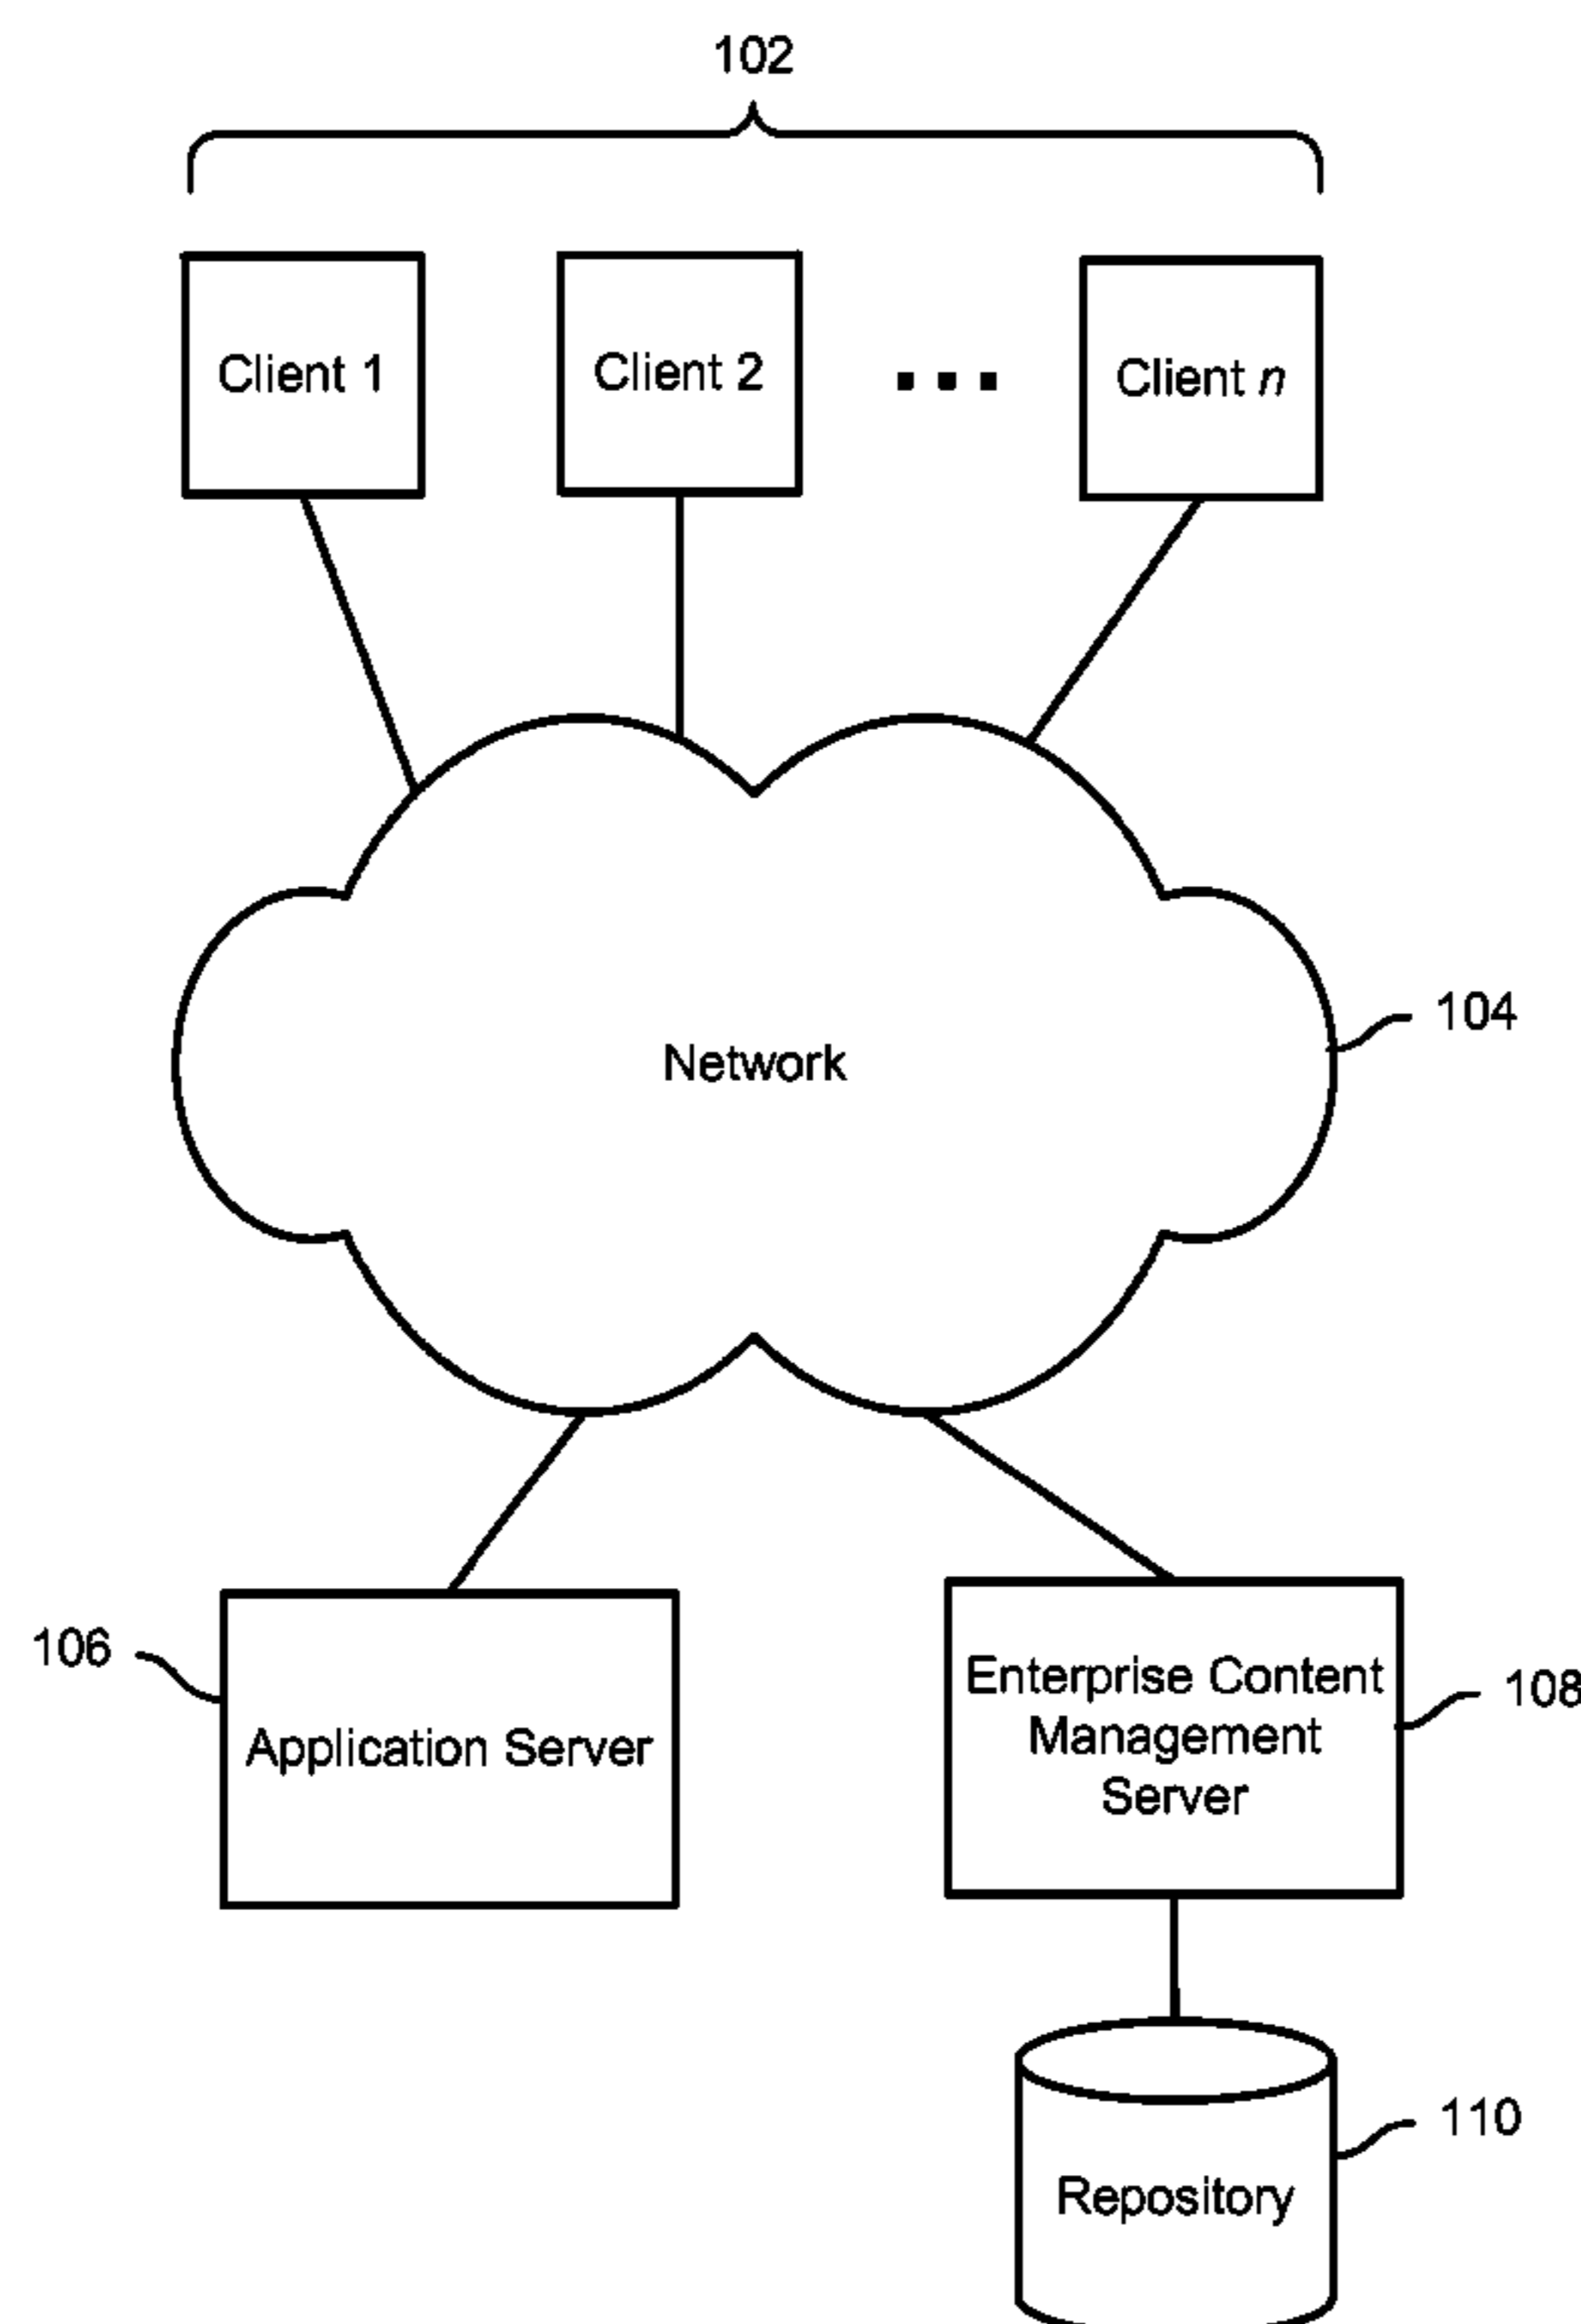 102
Client 1
Client 2
Client n
104
Network
106
Application Server
Enterprise Content
Management
Server
108
110
Repository